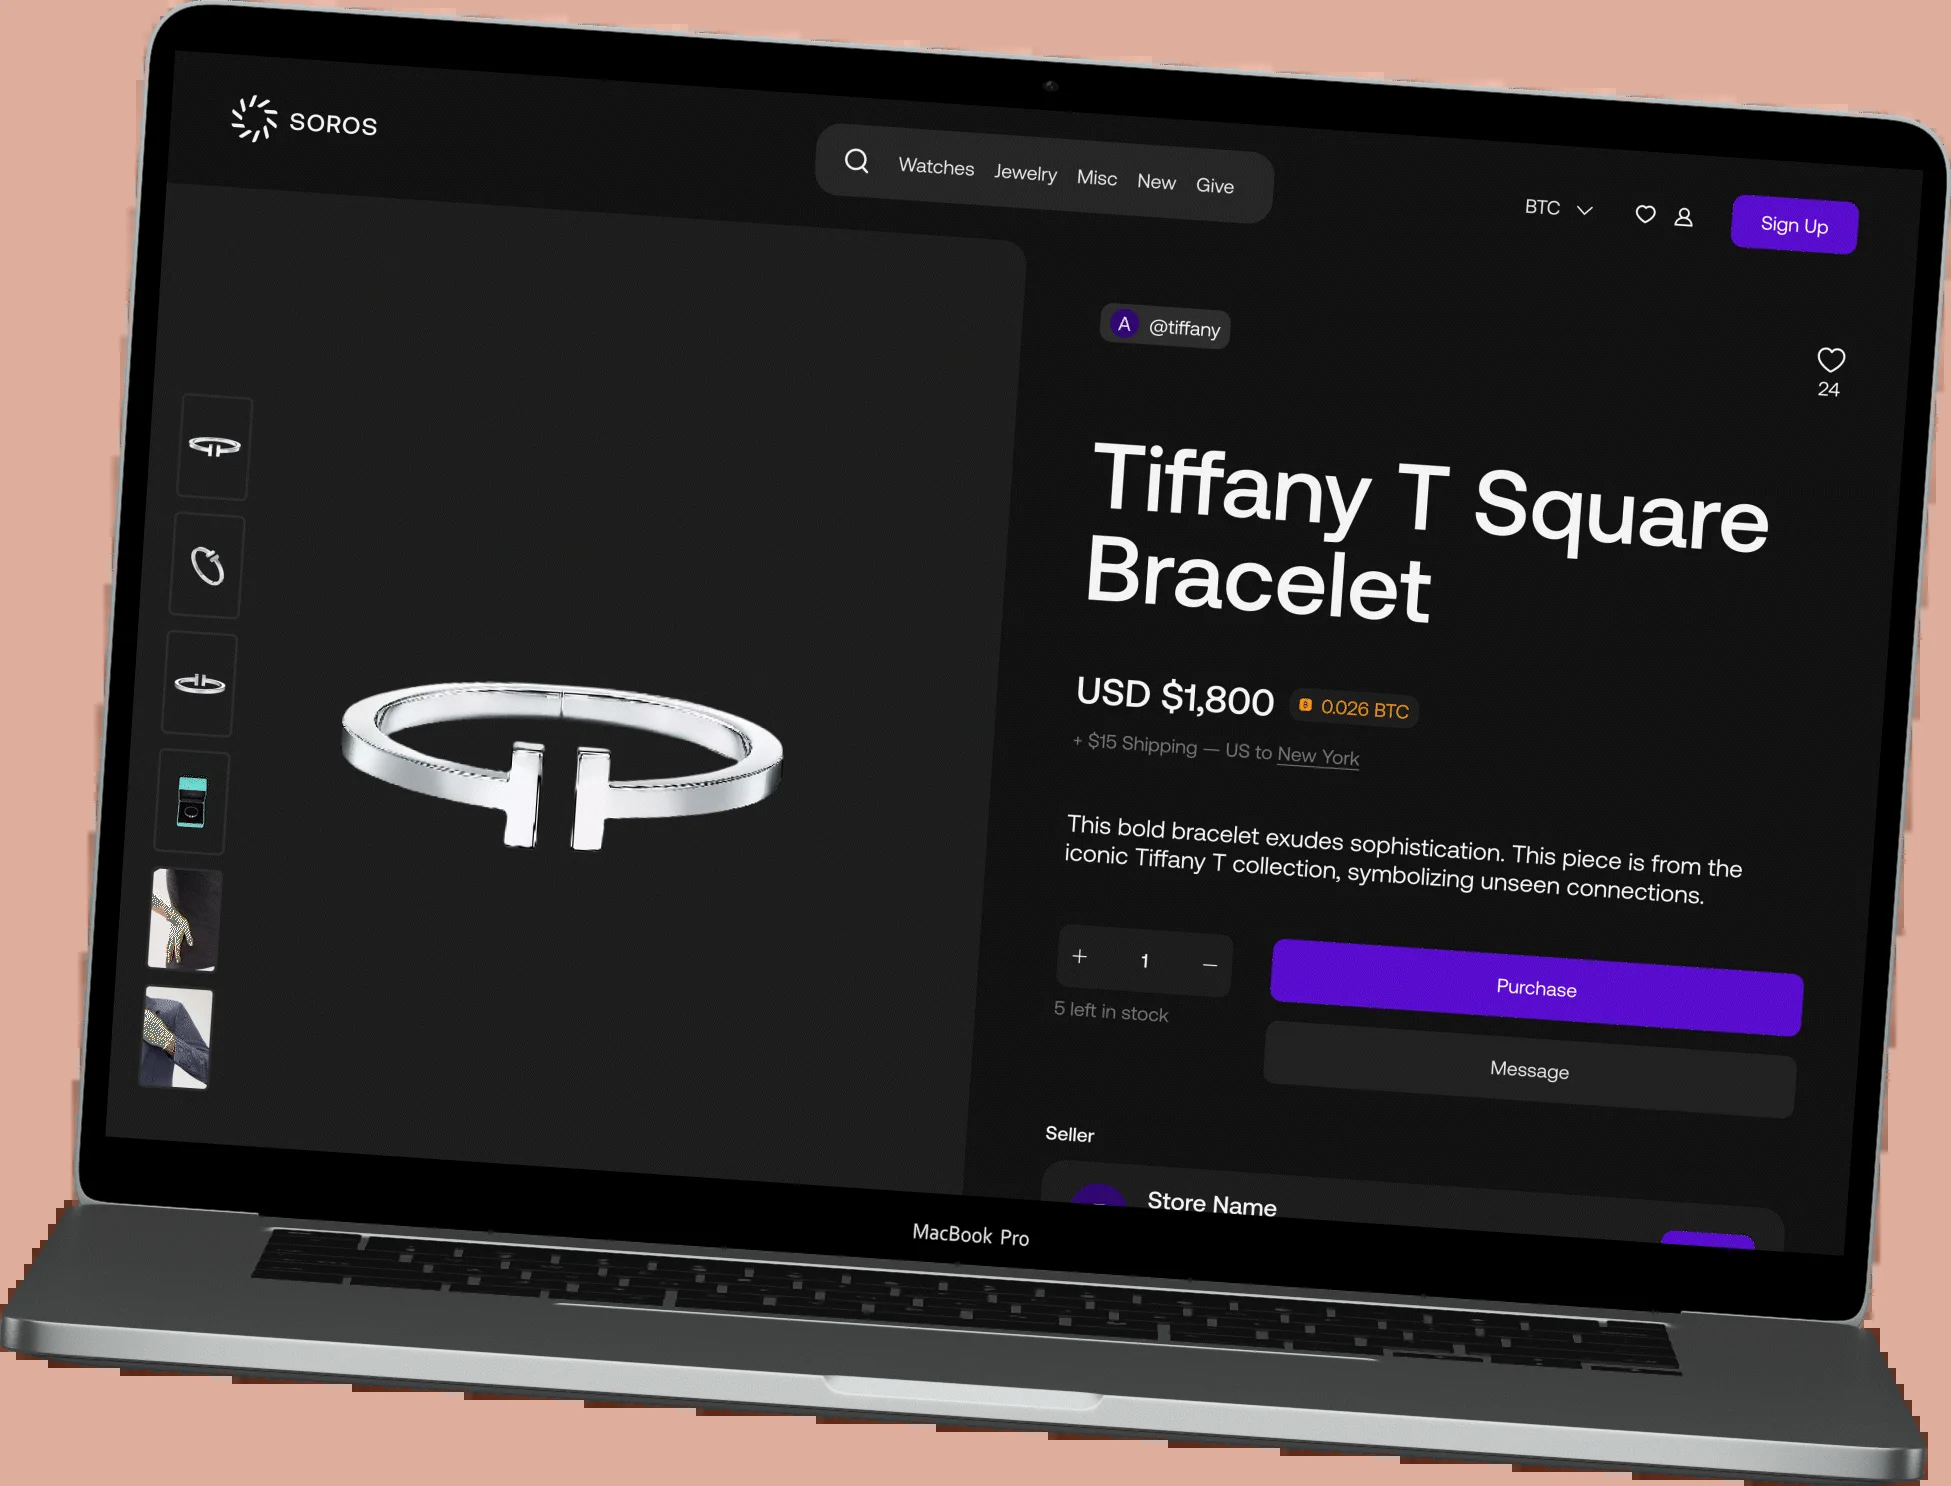 SOROS
Watches Jewelry Misc New Give
BTC
Sign Up
A @tiffany
24
Tiffany T Square
Bracelet
USD $1,800 0.026 BTC
+ $15 Shipping — US to New York
This bold bracelet exudes sophistication. This piece is from the
iconic Tiffany T collection, symbolizing unseen connections.
+ 1 –
Purchase
5 left in stock
Message
Seller
Store Name
MacBook Pro